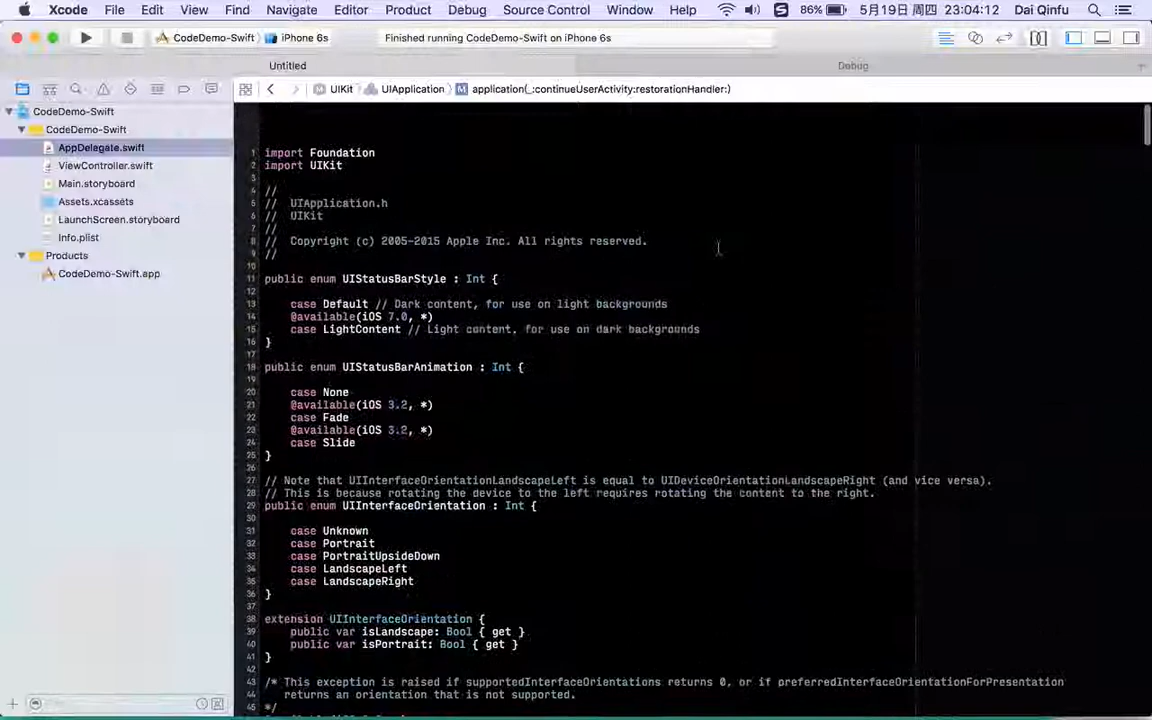 Xcode File Edit View Find Navigate Editor Product Debug Source Control Window Help 86% 5月19日 周四 23:04:12 Dai Qinfu
CodeDemo-Swift iPhone 6s Finished running CodeDemo-Swift on iPhone 6s
Untitled Debug
UIKit UIApplication application(_:continueUserActivity:restorationHandler:)
CodeDemo-Swift
CodeDemo-Swift
AppDelegate.swift
ViewController.swift
Main.storyboard
Assets.xcassets
LaunchScreen.storyboard
Info.plist
Products
CodeDemo-Swift.app
1 import Foundation
2 import UIKit
3
4 //
5 // UIApplication.h
6 // UIKit
7 //
8 // Copyright (c) 2005-2015 Apple Inc. All rights reserved.
9 //
10
11 public enum UIStatusBarStyle : Int {
12
13 case Default // Dark content, for use on light backgrounds
14 @available(iOS 7.0, *)
15 case LightContent // Light content, for use on dark backgrounds
16 }
17
18 public enum UIStatusBarAnimation : Int {
19
20 case None
21 @available(iOS 3.2, *)
22 case Fade
23 @available(iOS 3.2, *)
24 case Slide
25 }
26
27 // Note that UIInterfaceOrientationLandscapeLeft is equal to UIDeviceOrientationLandscapeRight (and vice versa).
28 // This is because rotating the device to the left requires rotating the content to the right.
29 public enum UIInterfaceOrientation : Int {
30
31 case Unknown
32 case Portrait
33 case PortraitUpsideDown
34 case LandscapeLeft
35 case LandscapeRight
36 }
37
38 extension UIInterfaceOrientation {
39 public var isLandscape: Bool { get }
40 public var isPortrait: Bool { get }
41 }
42
43 /* This exception is raised if supportedInterfaceOrientations returns 0, or if preferredInterfaceOrientationForPresentation
44 returns an orientation that is not supported.
45 */